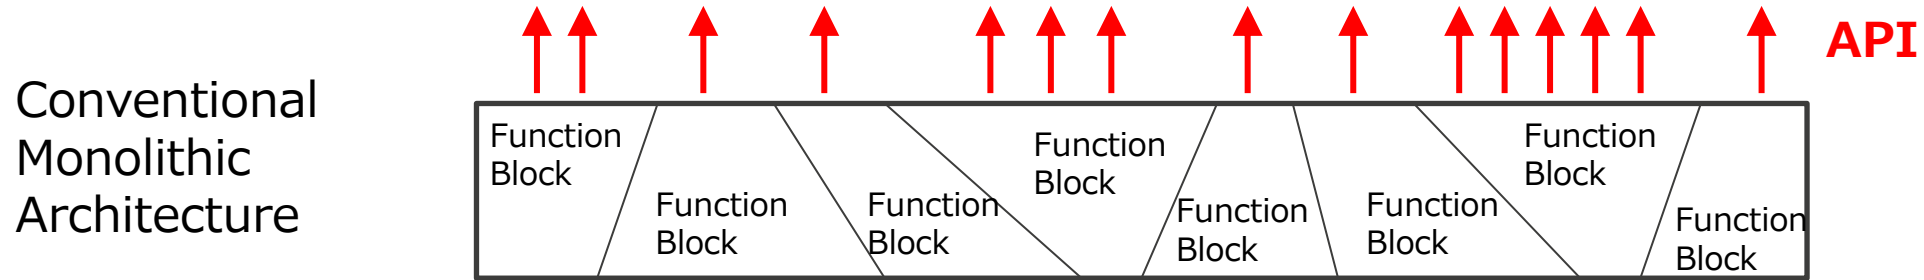 API
Conventional
Monolithic
Architecture
Function
Block
Function
Block
Function
Block
Function
Block
Function
Block
Function
Block
Function
Block
Function
Block